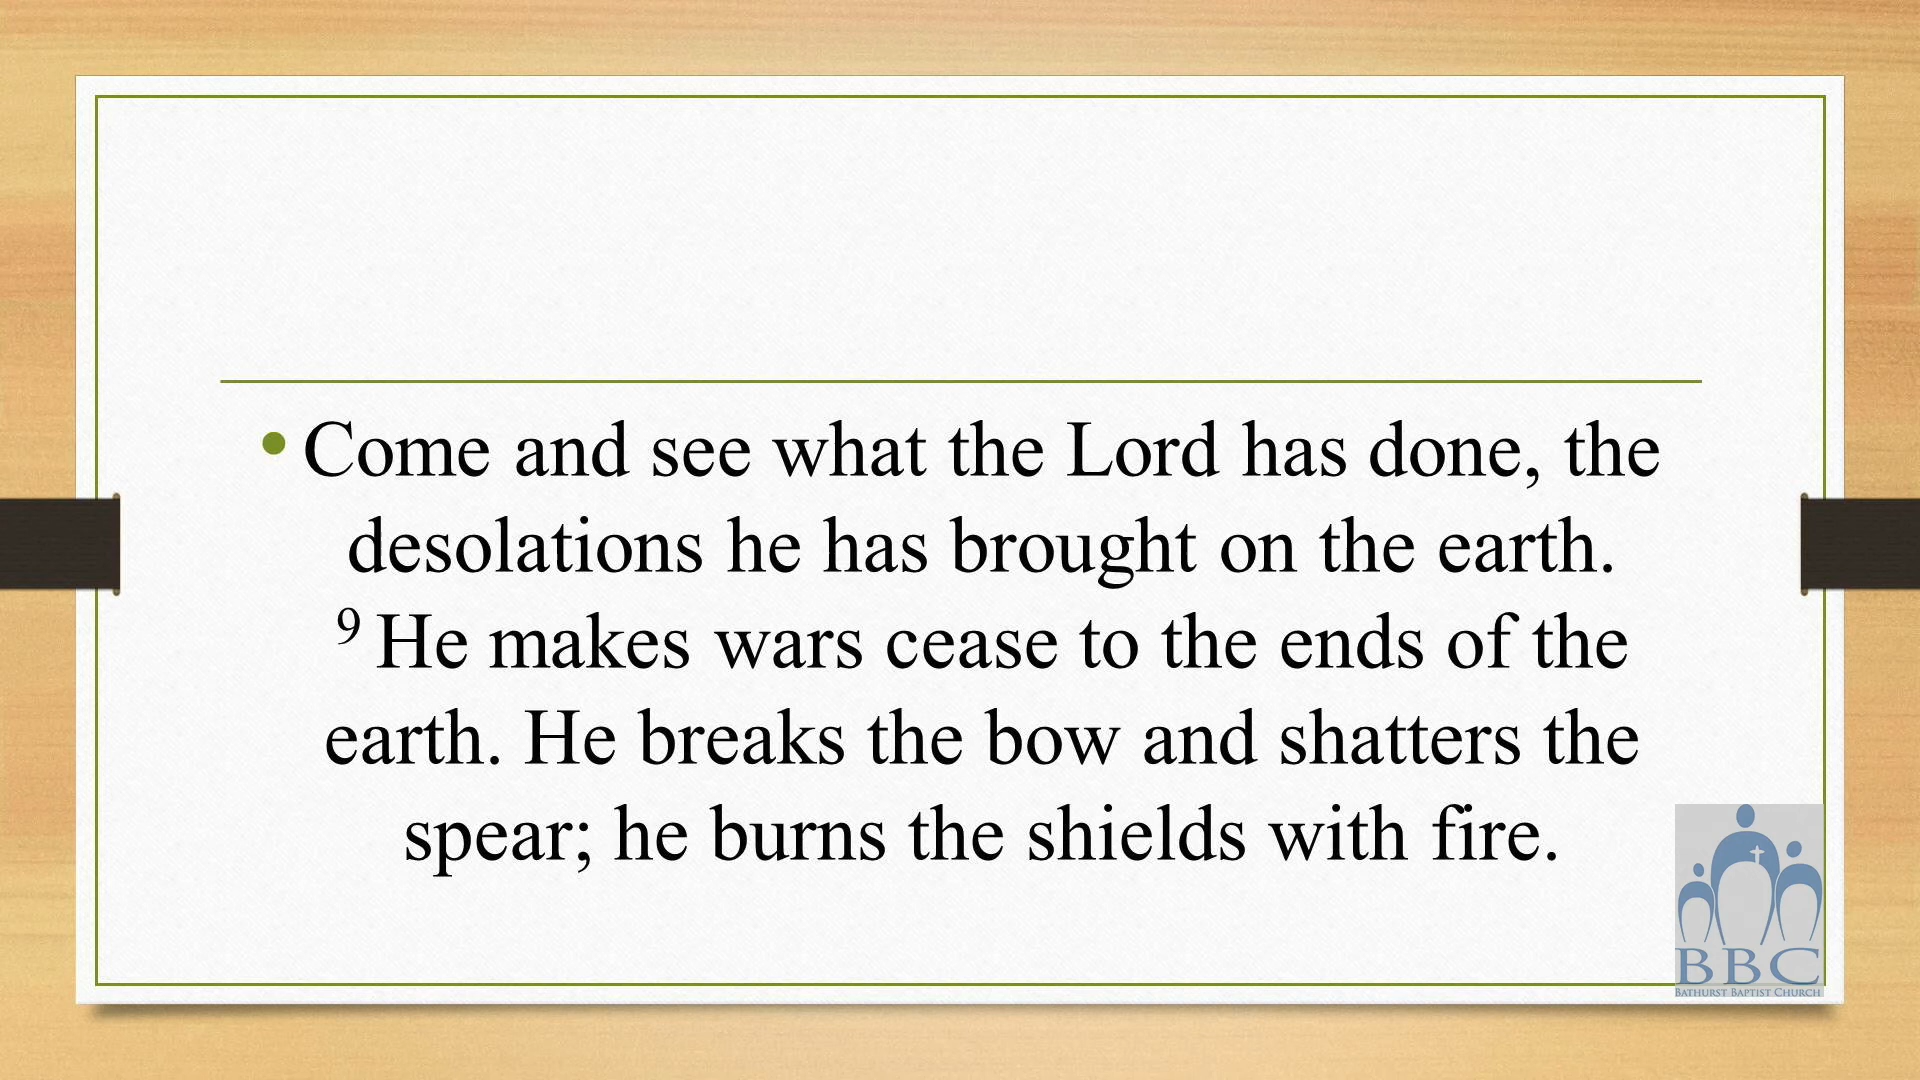 • Come and see what the Lord has done, the
desolations he has brought on the earth.
⁹ He makes wars cease to the ends of the
earth. He breaks the bow and shatters the
spear; he burns the shields with fire.
BBC
BATHURST BAPTIST CHURCH